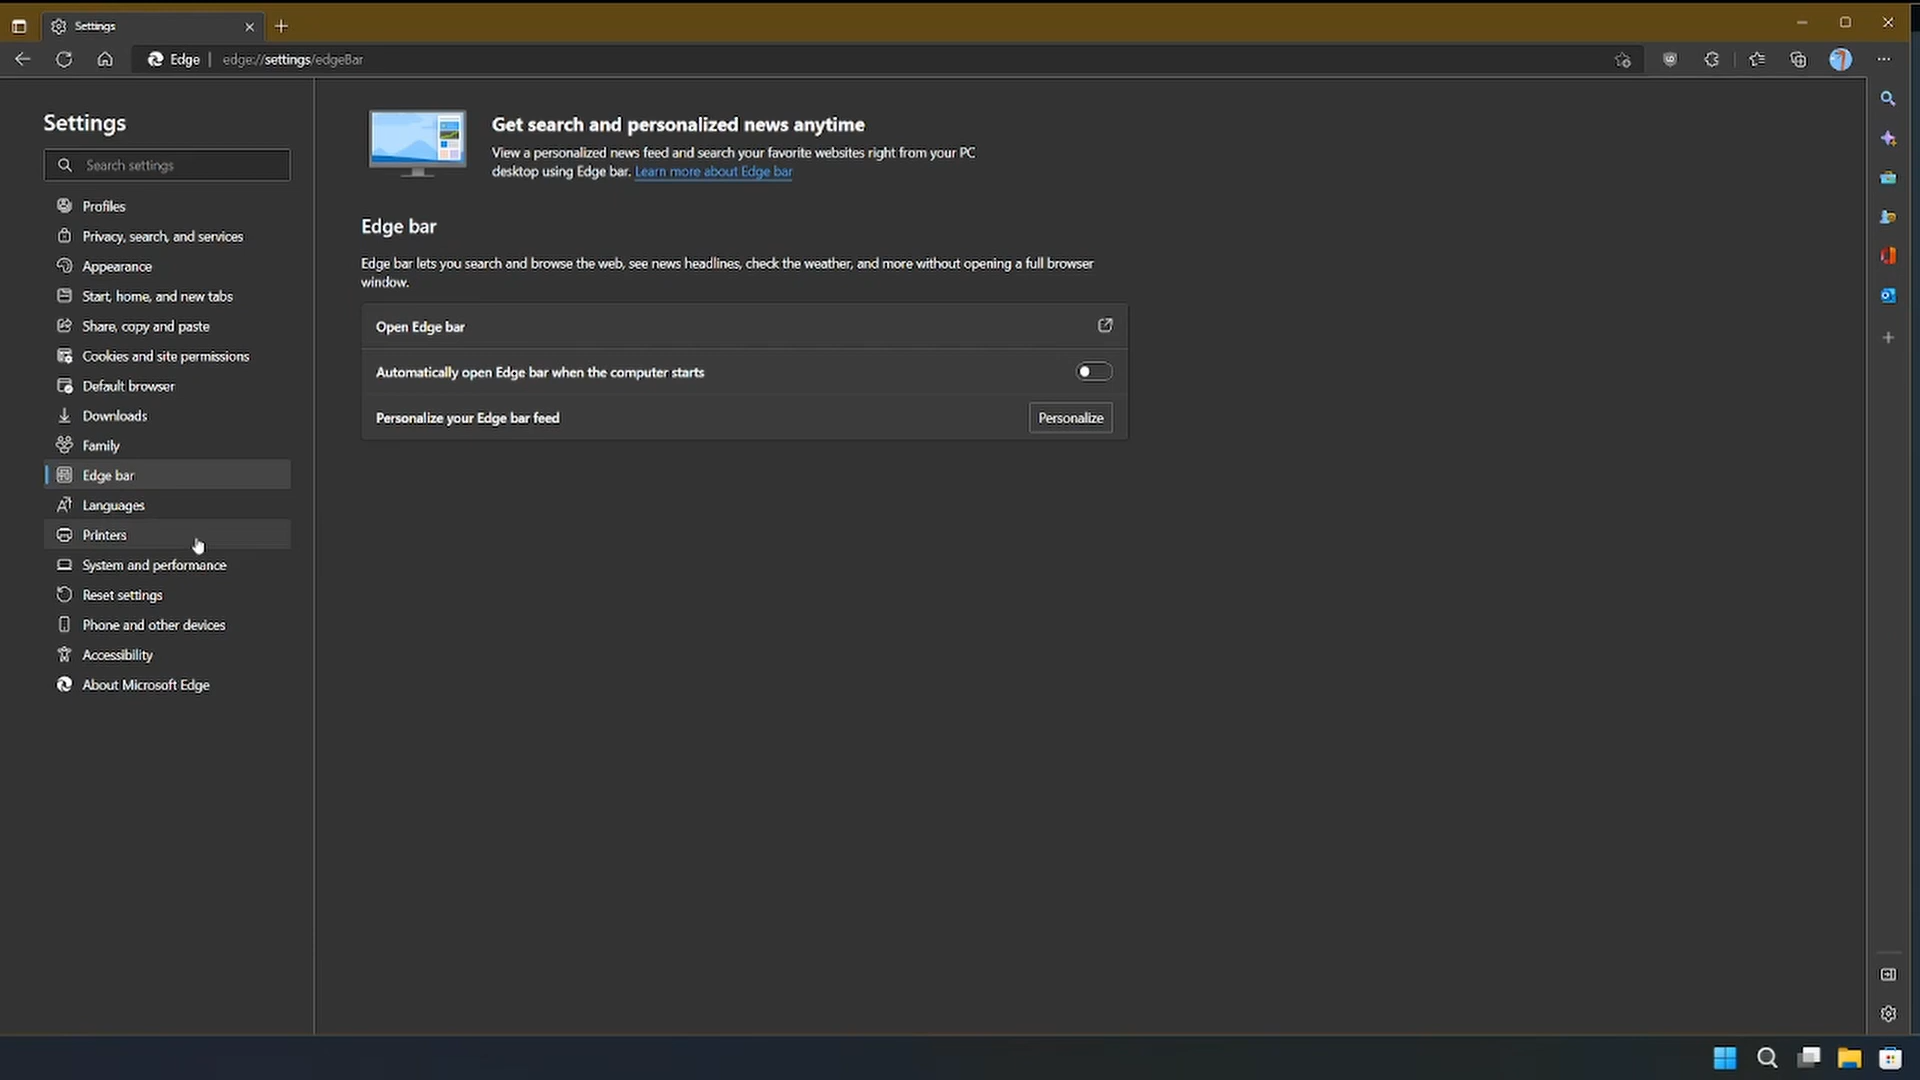 Settings
Edge
edge://settings/edgeBar
Settings
Search settings
Profiles
Privacy, search, and services
Appearance
Start, home, and new tabs
Share, copy and paste
Cookies and site permissions
Default browser
Downloads
Family
Edge bar
Languages
Printers
System and performance
Reset settings
Phone and other devices
Accessibility
About Microsoft Edge
Get search and personalized news anytime
View a personalized news feed and search your favorite websites right from your PC
desktop using Edge bar. Learn more about Edge bar
Edge bar
Edge bar lets you search and browse the web, see news headlines, check the weather, and more without opening a full browser
window.
Open Edge bar
Automatically open Edge bar when the computer starts
Personalize your Edge bar feed
Personalize